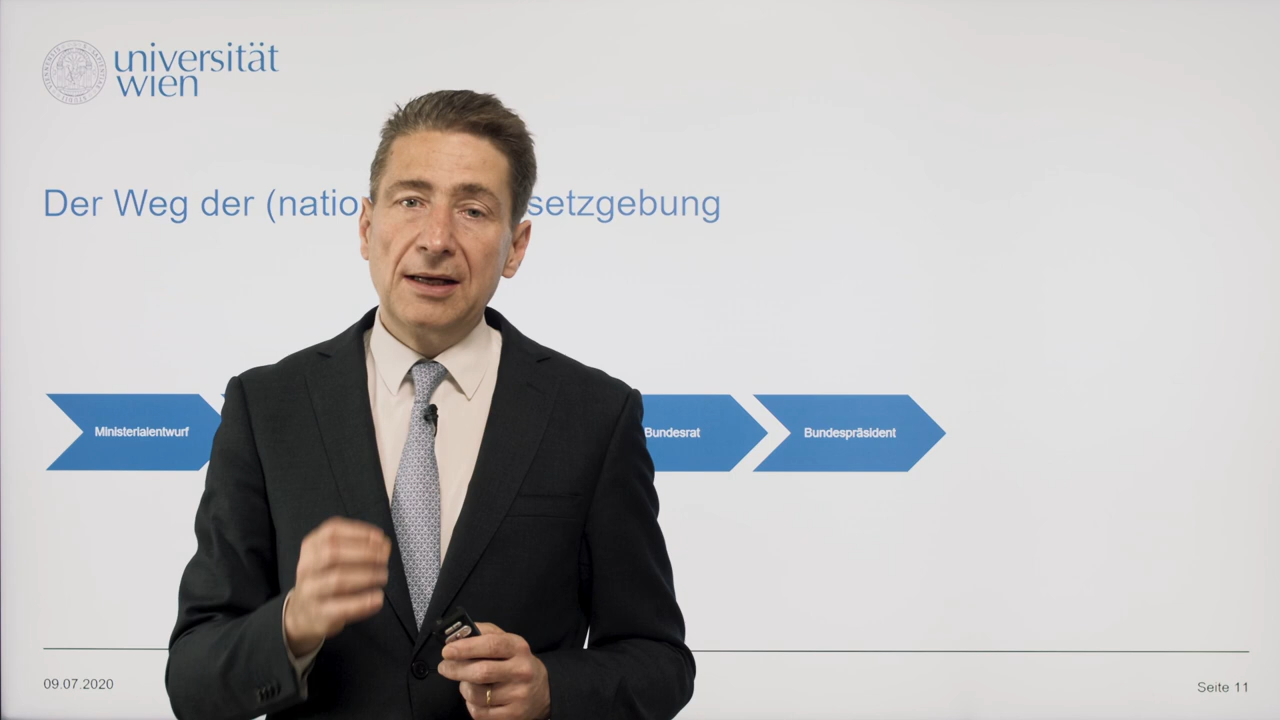 universität
wien
Der Weg der (natio setzgebung
Ministerialentwurf
Bundesrat
Bundespräsident
09.07.2020
Seite 11